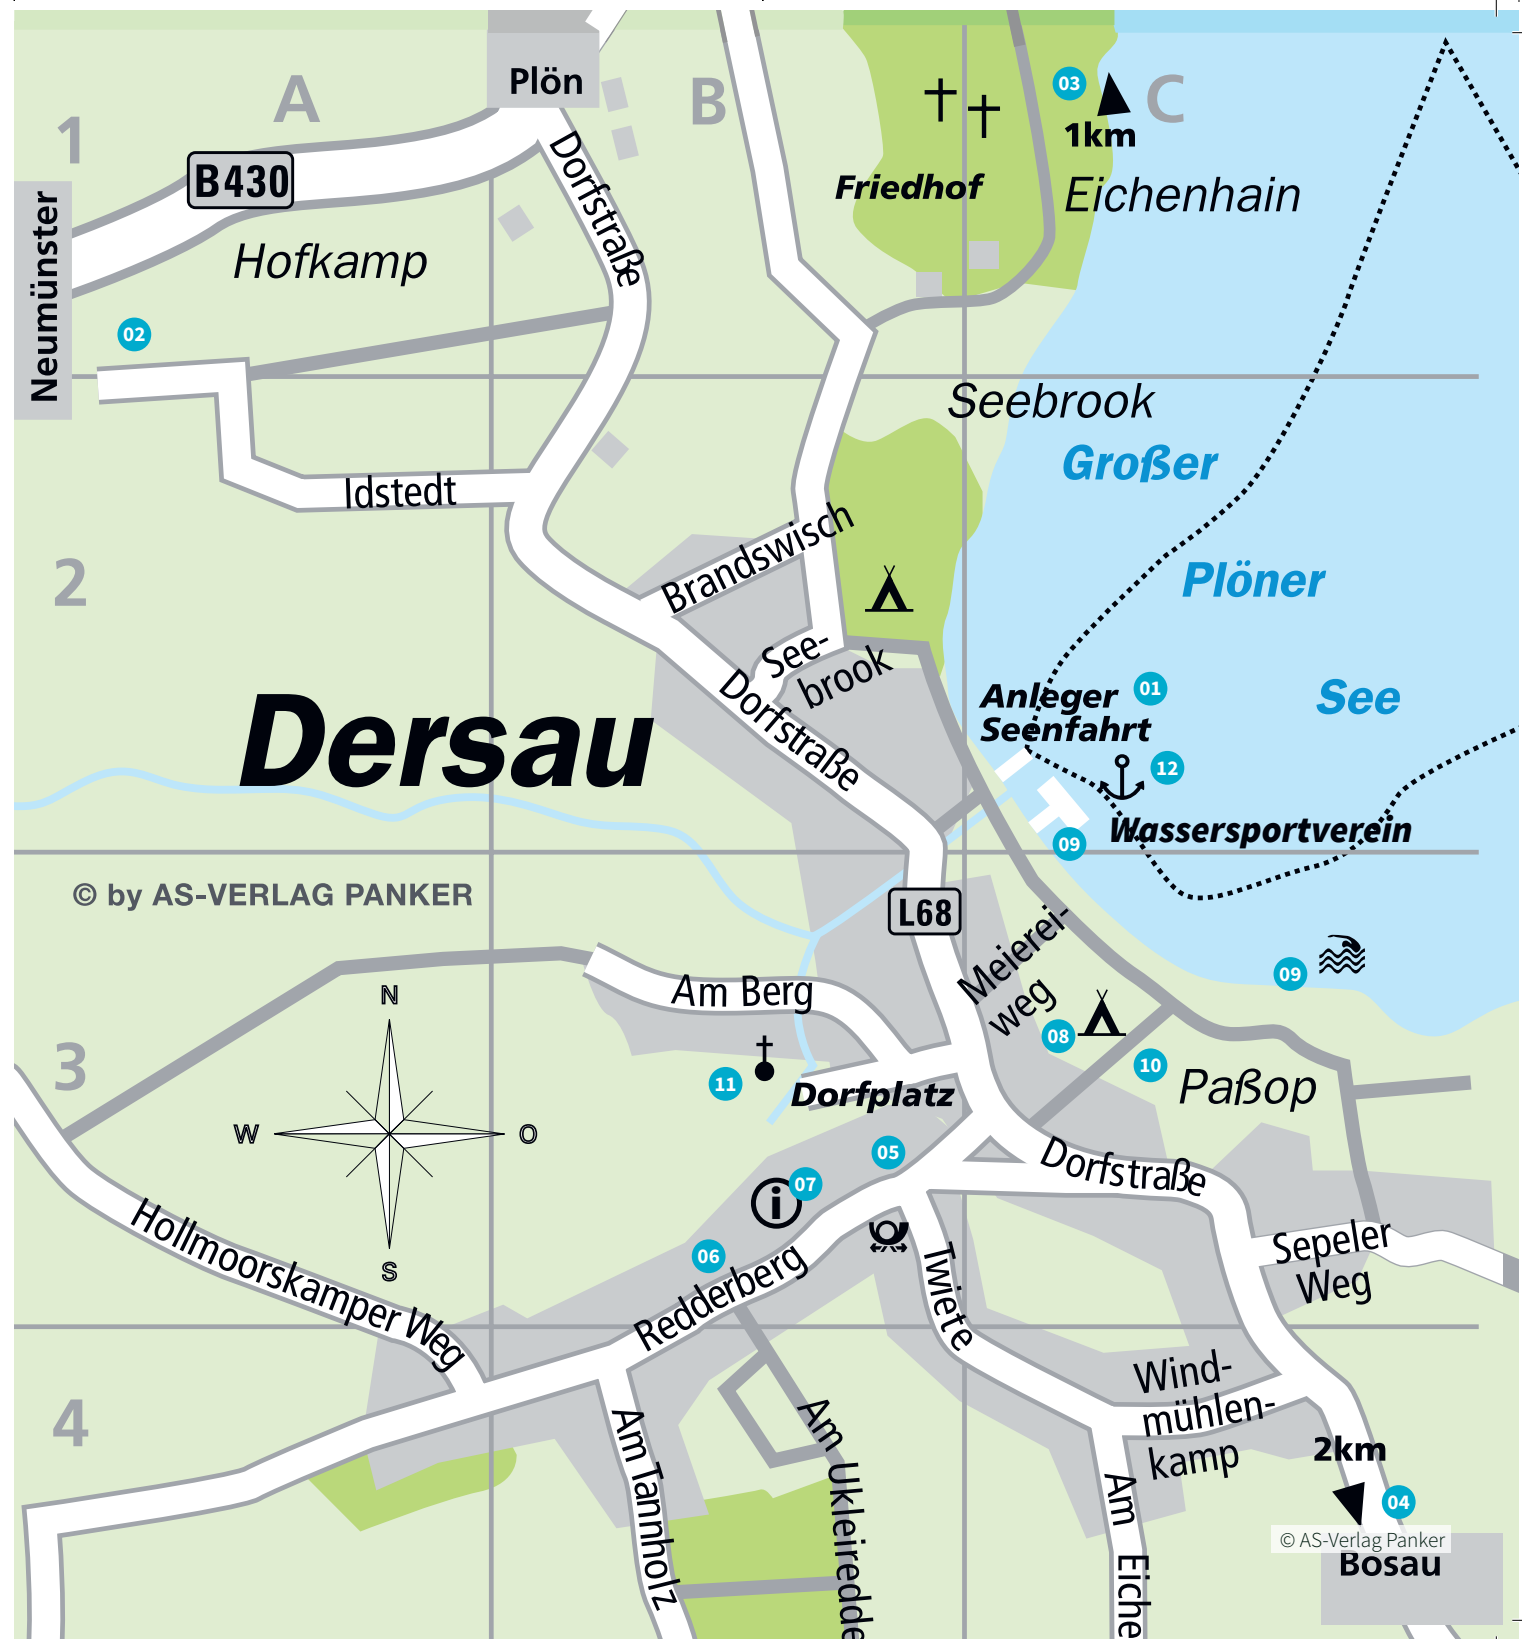 Plön
A
B
C
03
1
1km
B430
Dorfstraße
Friedhof
Eichenhain
Neumünster
Hofkamp
02
Seebrook
Großer
Idstedt
Brandswisch
2
Plöner
See-
brook
Anleger
Seenfahrt
01
See
Dorfstraße
Dersau
12
Wassersportverein
09
© by AS-VERLAG PANKER
L68
Meierei-
weg
09
Am Berg
N
08
3
11
10
Paßop
Dorfplatz
W
O
05
Dorfstraße
07
i
Hollmoorskamper Weg
S
06
Redderberg
Twiete
Sepeler
Weg
Wind-
mühlen-
kamp
4
Am Tannholz
Am Ukleiredde
2km
04
Am Eiche
© AS-Verlag Panker
Bosau